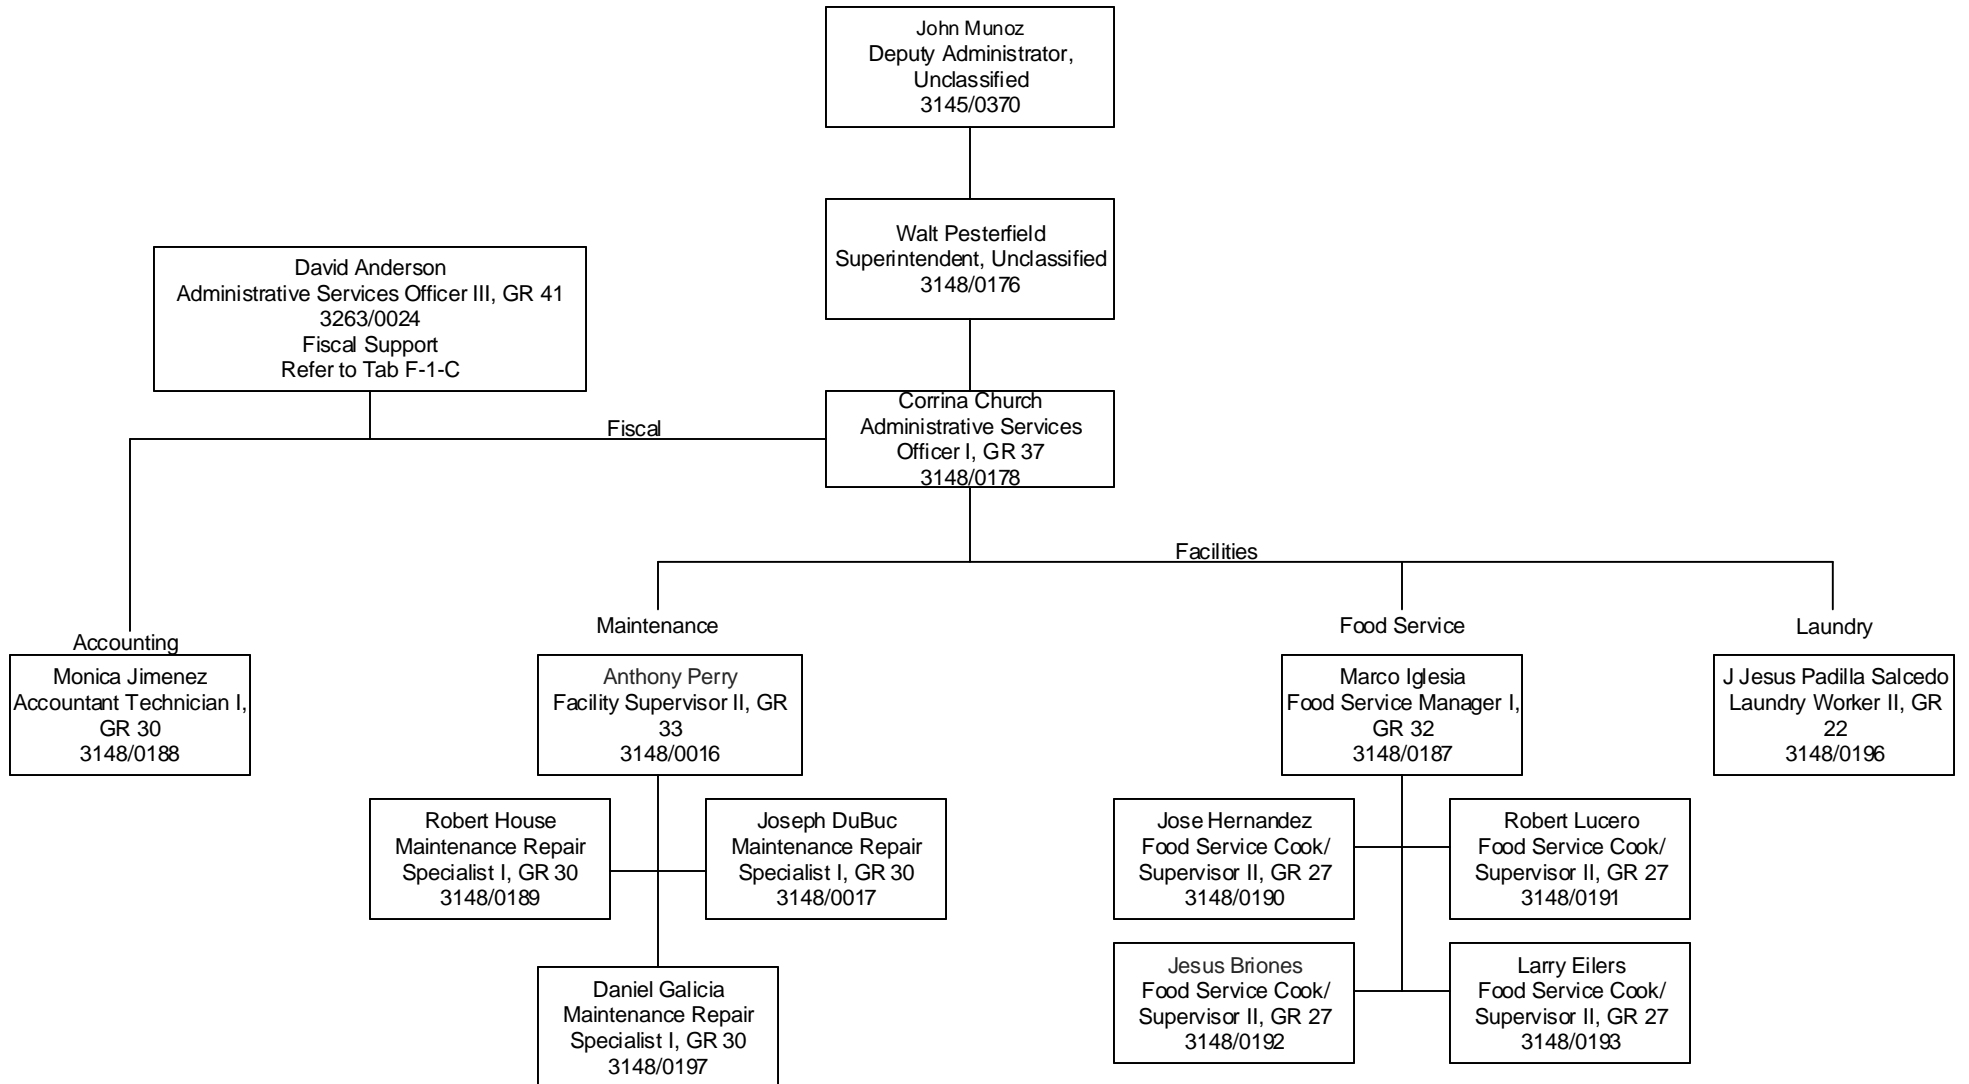 John Munoz
Deputy Administrator,
Unclassified
3145/0370
Walt Pesterfield
Superintendent, Unclassified
3148/0176
David Anderson
Administrative Services Officer III, GR 41
3263/0024
Fiscal Support
Refer to Tab F-1-C
Corrina Church
Administrative Services
Officer I, GR 37
3148/0178
Fiscal
Facilities
Accounting
Monica Jimenez
Accountant Technician I,
GR 30
3148/0188
Maintenance
Anthony Perry
Facility Supervisor II, GR
33
3148/0016
Robert House
Maintenance Repair
Specialist I, GR 30
3148/0189
Joseph DuBuc
Maintenance Repair
Specialist I, GR 30
3148/0017
Daniel Galicia
Maintenance Repair
Specialist I, GR 30
3148/0197
Food Service
Marco Iglesia
Food Service Manager I,
GR 32
3148/0187
Jose Hernandez
Food Service Cook/
Supervisor II, GR 27
3148/0190
Robert Lucero
Food Service Cook/
Supervisor II, GR 27
3148/0191
Jesus Briones
Food Service Cook/
Supervisor II, GR 27
3148/0192
Larry Eilers
Food Service Cook/
Supervisor II, GR 27
3148/0193
Laundry
J Jesus Padilla Salcedo
Laundry Worker II, GR
22
3148/0196